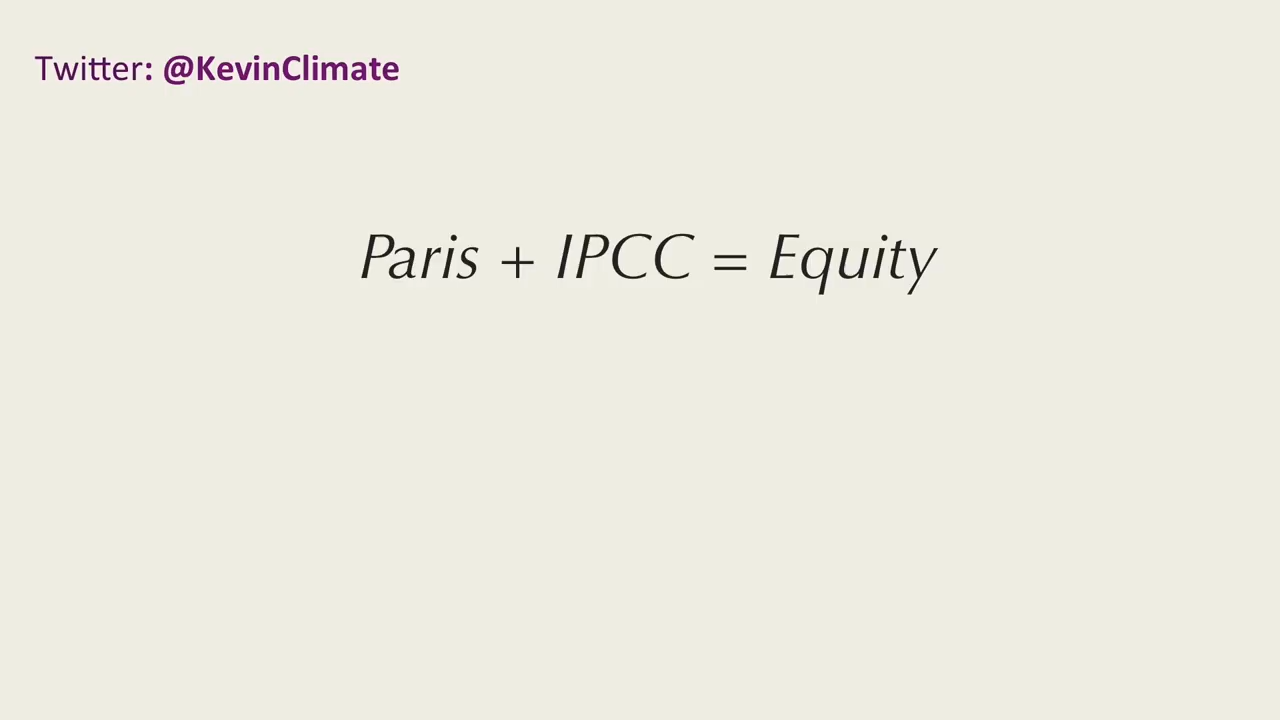 Twitter: @KevinClimate
Paris + IPCC = Equity